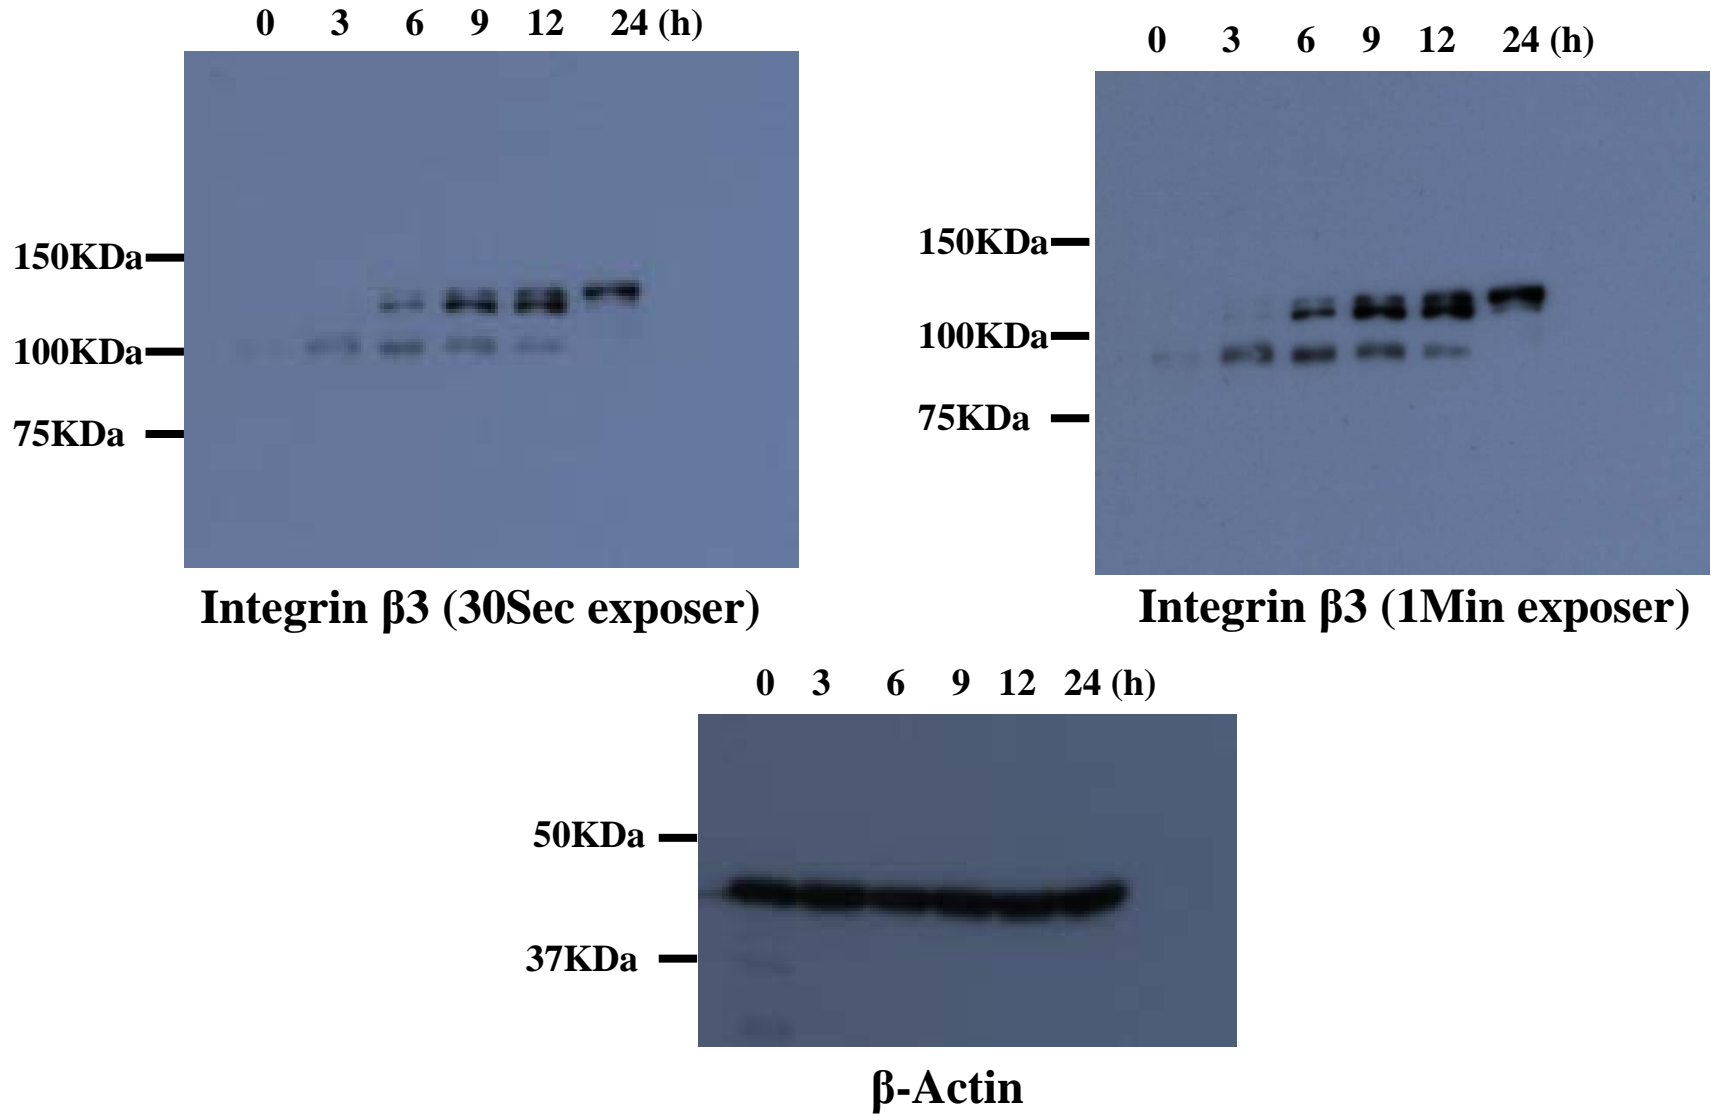 0 3 6 9 12 24 (h)
150KDa
100KDa
75KDa
Integrin β3 (30Sec exposer)
0 3 6 9 12 24 (h)
150KDa
100KDa
75KDa
Integrin β3 (1Min exposer)
0 3 6 9 12 24 (h)
50KDa
37KDa
β-Actin